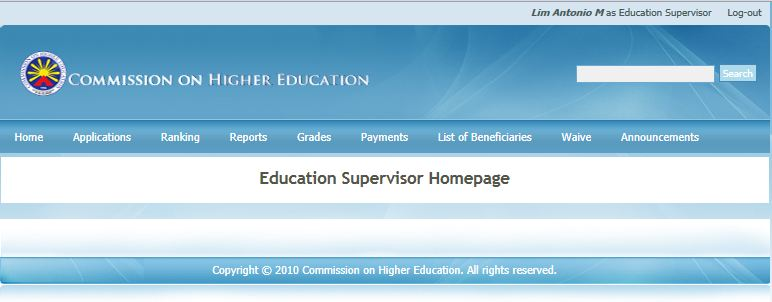 Lim Antonio M as Education Supervisor Log-out
COMMISSION ON HIGHER EDUCATION
Search
Home Applications Ranking Reports Grades Payments List of Beneficiaries Waive Announcements
Education Supervisor Homepage
Copyright © 2010 Commission on Higher Education. All rights reserved.